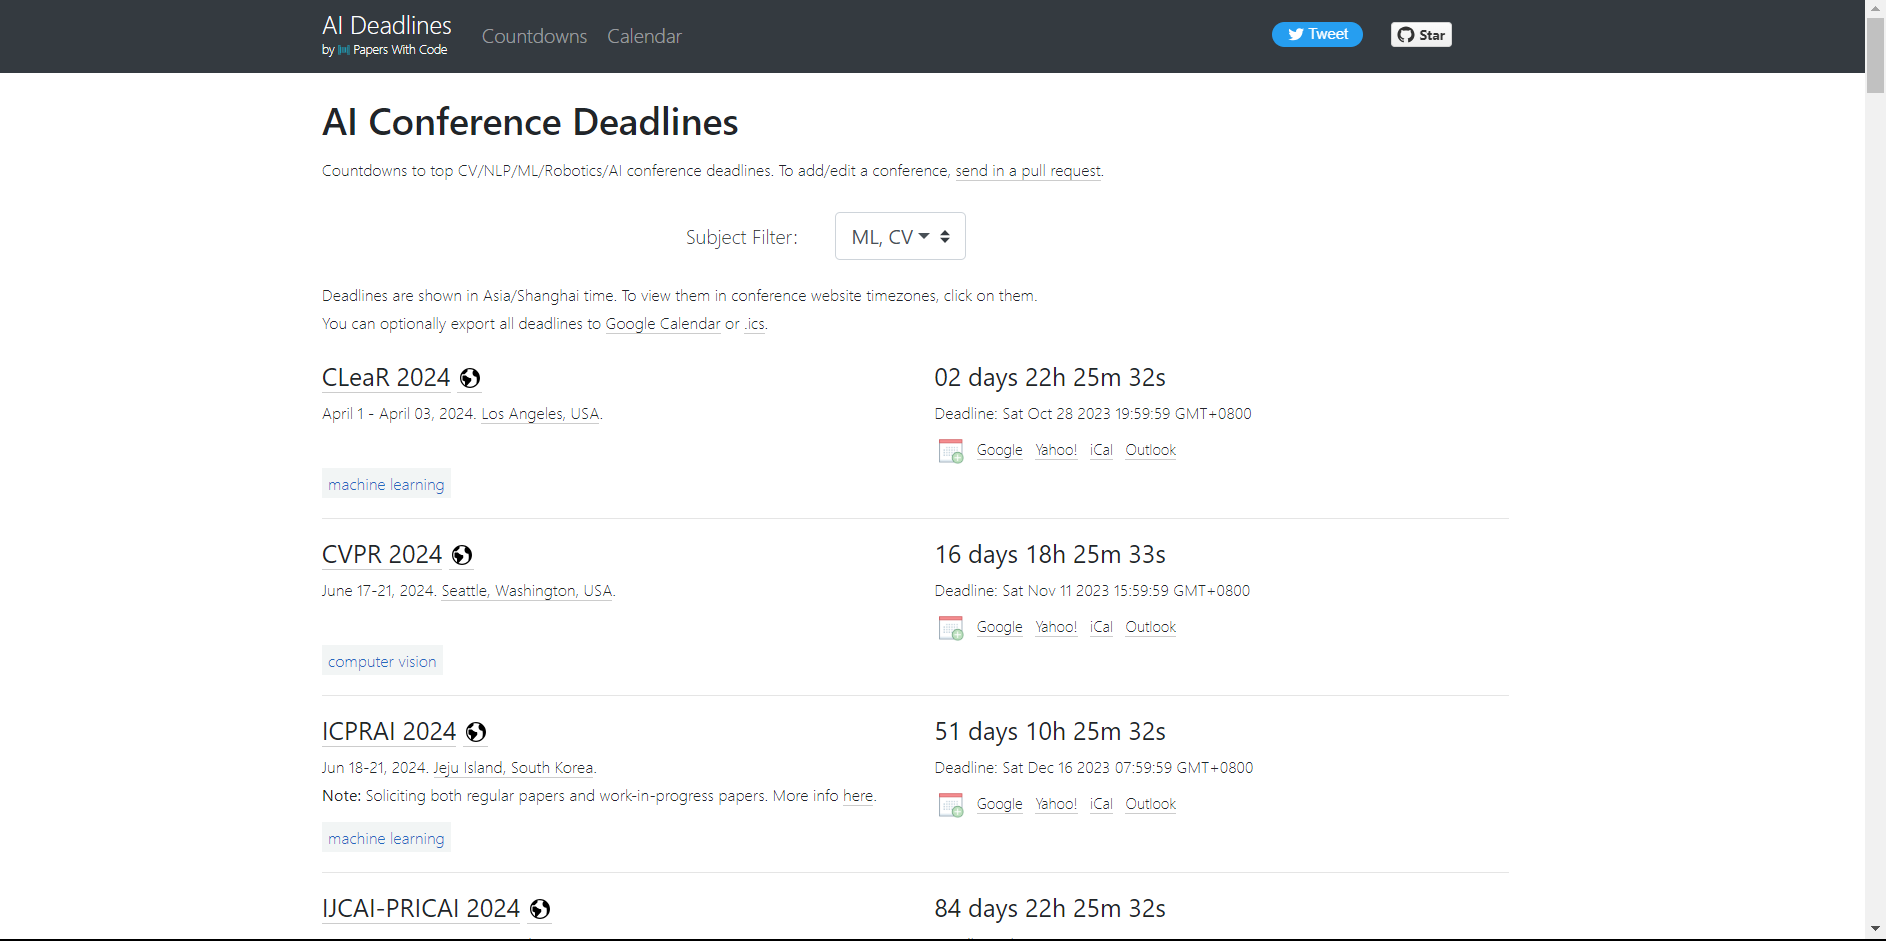 AI Deadlines
by Papers With Code
Countdowns
Calendar
Tweet
Star
AI Conference Deadlines
Countdowns to top CV/NLP/ML/Robotics/AI conference deadlines. To add/edit a conference, send in a pull request.
Subject Filter:
ML, CV
Deadlines are shown in Asia/Shanghai time. To view them in conference website timezones, click on them.
You can optionally export all deadlines to Google Calendar or .ics.
CLeaR 2024
02 days 22h 25m 32s
April 1 - April 03, 2024. Los Angeles, USA.
Deadline: Sat Oct 28 2023 19:59:59 GMT+0800
Google Yahoo! iCal Outlook
machine learning
CVPR 2024
16 days 18h 25m 33s
June 17-21, 2024. Seattle, Washington, USA.
Deadline: Sat Nov 11 2023 15:59:59 GMT+0800
Google Yahoo! iCal Outlook
computer vision
ICPRAI 2024
51 days 10h 25m 32s
Jun 18-21, 2024. Jeju Island, South Korea.
Deadline: Sat Dec 16 2023 07:59:59 GMT+0800
Note: Soliciting both regular papers and work-in-progress papers. More info here.
Google Yahoo! iCal Outlook
machine learning
IJCAI-PRICAI 2024
84 days 22h 25m 32s